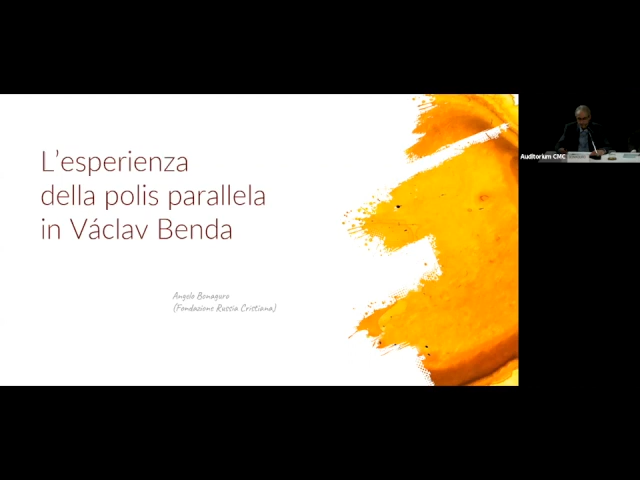 L'esperienza
della polis parallela
in Václav Benda
Angelo Bonaguro
(Fondazione Russia Cristiana)
Auditorium CMC